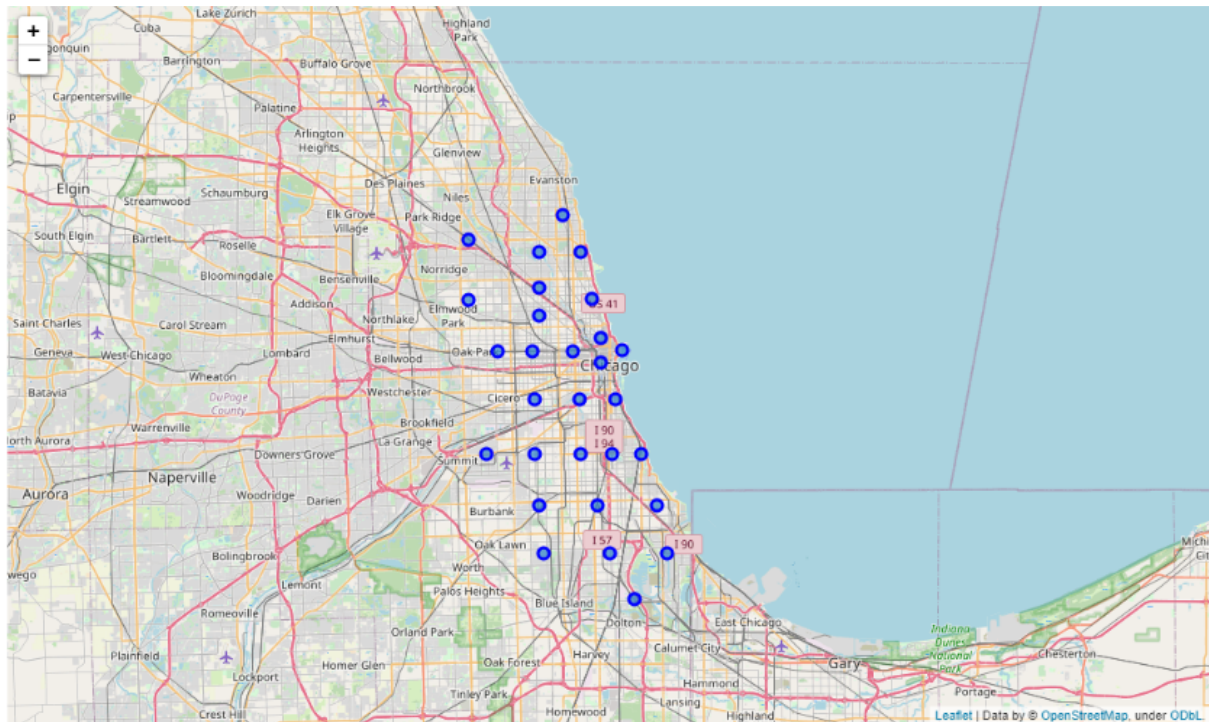 Lake Zürich
Highland
Park
+
Cuba
−
Barrington
Buffalo Grove
Northbrook
Carpentersville
Palatine
Arlington
Heights
Glenview
Des Plaines
Evanston
Elgin
Schaumburg
Niles
Streamwood
Elk Grove
Village
Park Ridge
South Elgin
Bartlett
Roselle
Norridge
Bloomingdale
Bensenville
Addison
Elmwood
Park
US 41
Saint Charles
Carol Stream
Northlake
Elmhurst
Geneva
West-Chicago
Lombard
Bellwood
Oak Park
Chicago
Wheaton
Batavia
DuPage
County
Westchester
Cicero
Warrenville
Brookfield
I 90
I 94
North Aurora
La Grange
Downers Grove
Summit
Naperville
Aurora
Woodridge
Darien
Burbank
Bolingbrook
Oak Lawn
I 57
I 90
Lemont
Worth
Palos Heights
Blue Island
Romeoville
Dolton
East Chicago
Orland Park
Indiana
Dunes
National
Park
Plainfield
Homer Glen
Oak Forest
Harvey
Calumet City
Gary
Chesterton
Lockport
Hammond
Portage
Tinley Park
Lansing
Crest Hill
Homewood
Highland
Leaflet | Data by © OpenStreetMap, under ODbL.